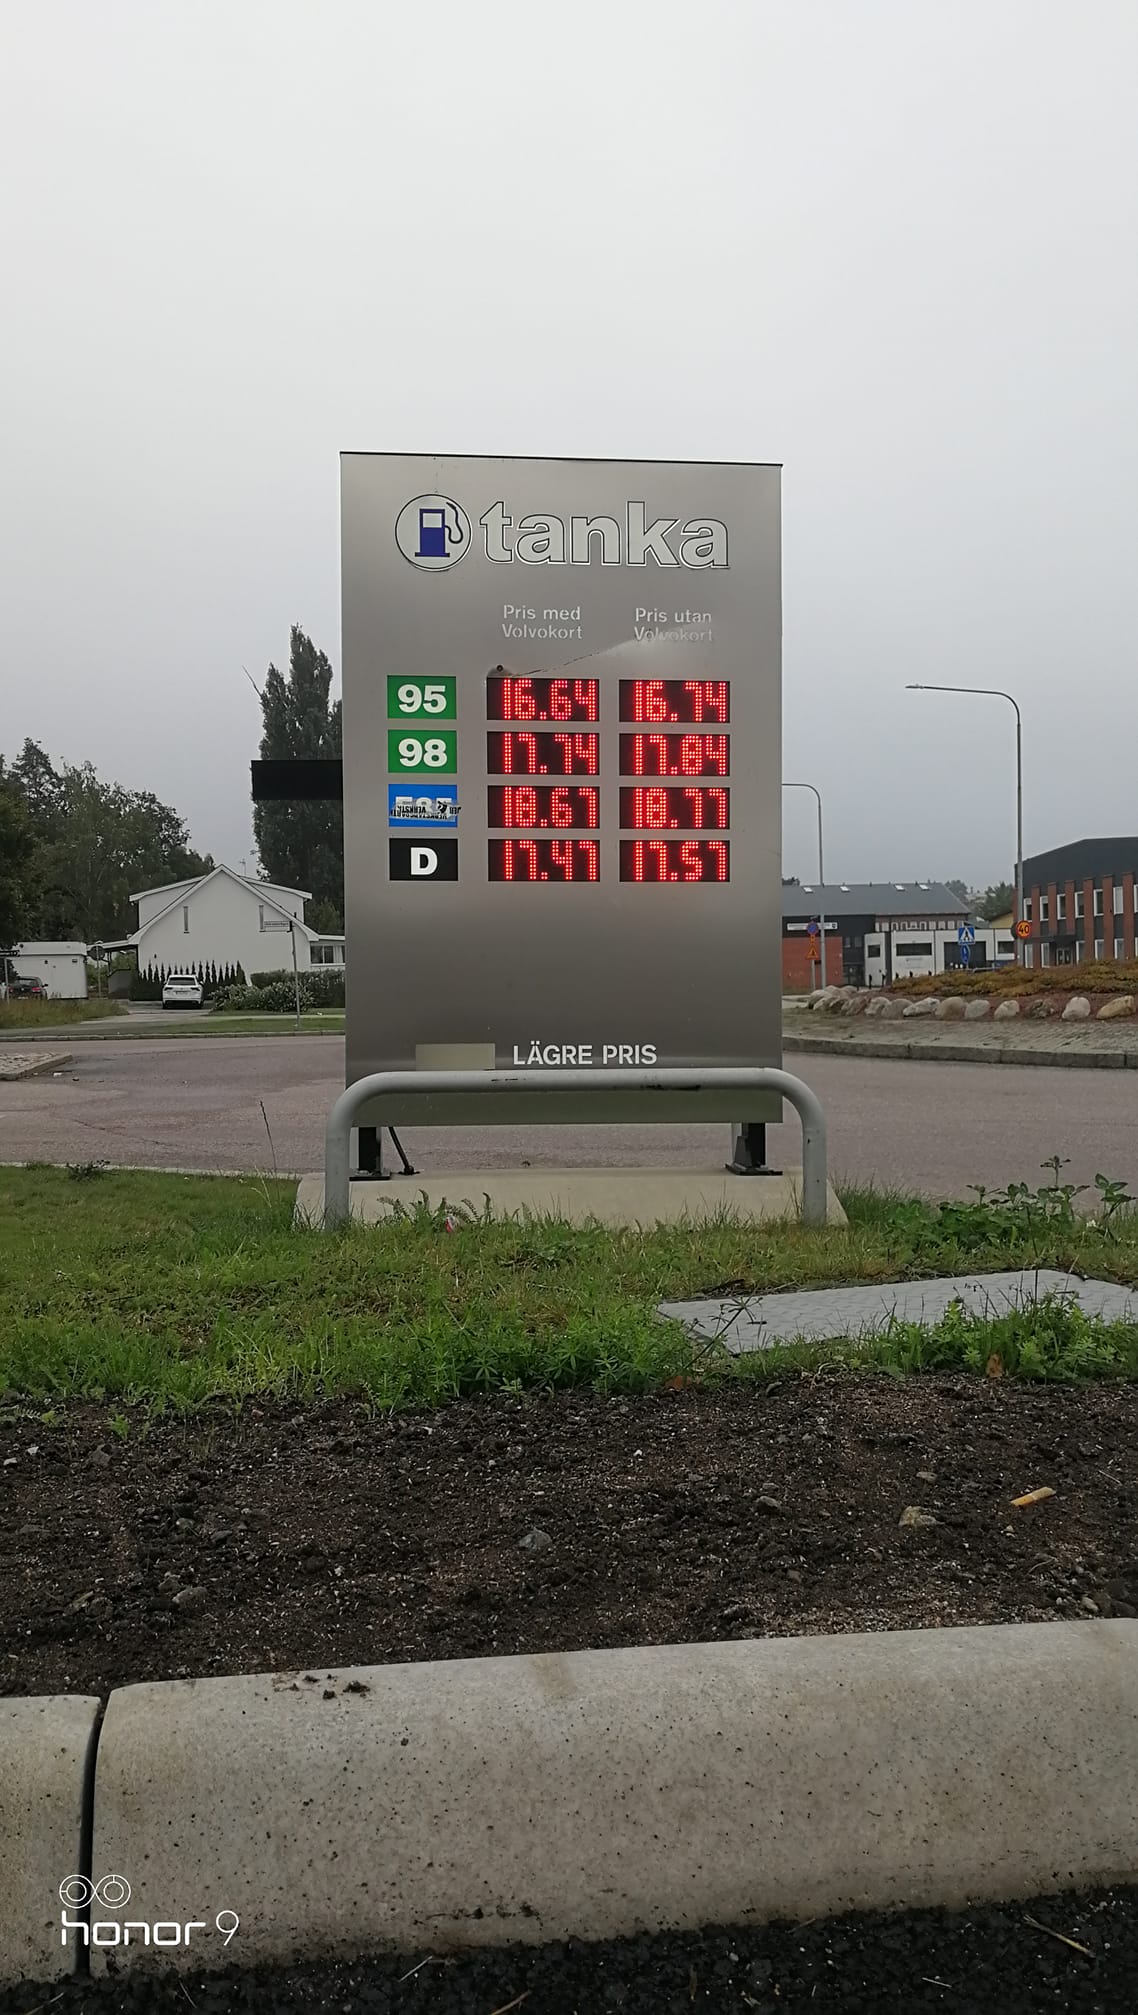 tanka
Pris med Pris utan
Volvokort Volvokort
95 16.64 16.74
98 17.74 17.84
18.67 18.77
D 17.47 17.57
LÄGRE PRIS
40
honor 9